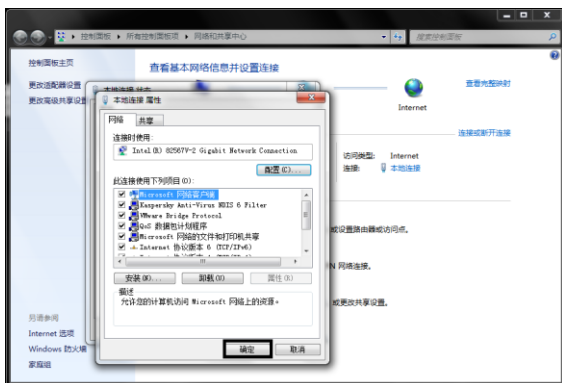 控制面板 ▸ 所有控制面板项 ▸ 网络和共享中心
搜索控制面板
控制面板主页
更改适配器设置
更改高级共享设
查看基本网络信息并设置连接
查看完整映射
Internet
连接或断开连接
访问类型: Internet
连接: 本地连接
或设置路由器或访问点。
N 网络连接。
或更改共享设置。
另请参阅
Internet 选项
Windows 防火墙
家庭组
本地连接 状态
本地连接 属性
网络 共享
连接时使用:
Intel(R) 82567V-2 Gigabit Network Connection
配置(C)...
此连接使用下列项目(O):
Microsoft 网络客户端
Kaspersky Anti-Virus NDIS 6 Filter
VMware Bridge Protocol
QoS 数据包计划程序
Microsoft 网络的文件和打印机共享
Internet 协议版本 6 (TCP/IPv6)
安装(N)... 卸载(U) 属性(R)
描述
允许您的计算机访问 Microsoft 网络上的资源。
确定 取消